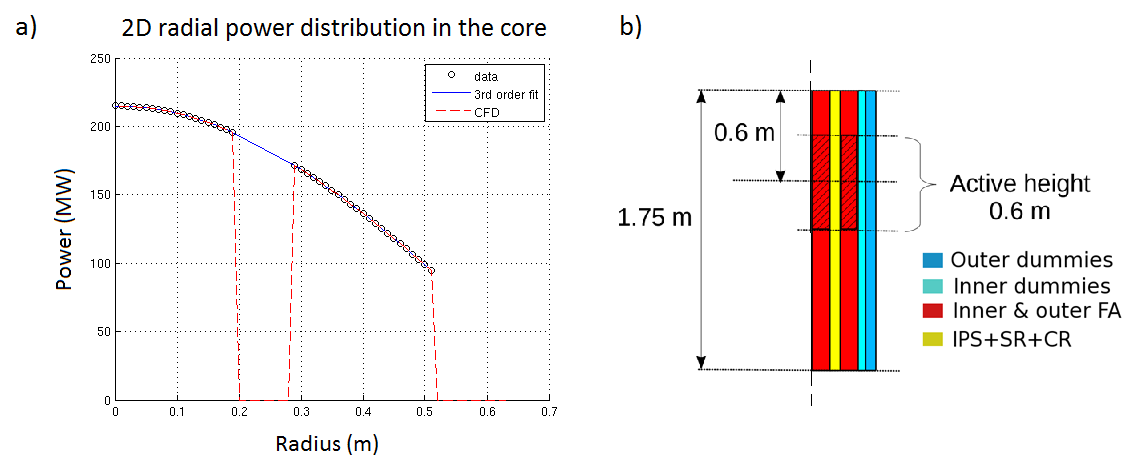 a)
2D radial power distribution in the core
250
200
150
100
50
0
Power (MW)
data
3rd order fit
CFD
0
0.1
0.2
0.3
0.4
0.5
0.6
0.7
Radius (m)
b)
0.6 m
1.75 m
Active height
0.6 m
Outer dummies
Inner dummies
Inner & outer FA
IPS+SR+CR